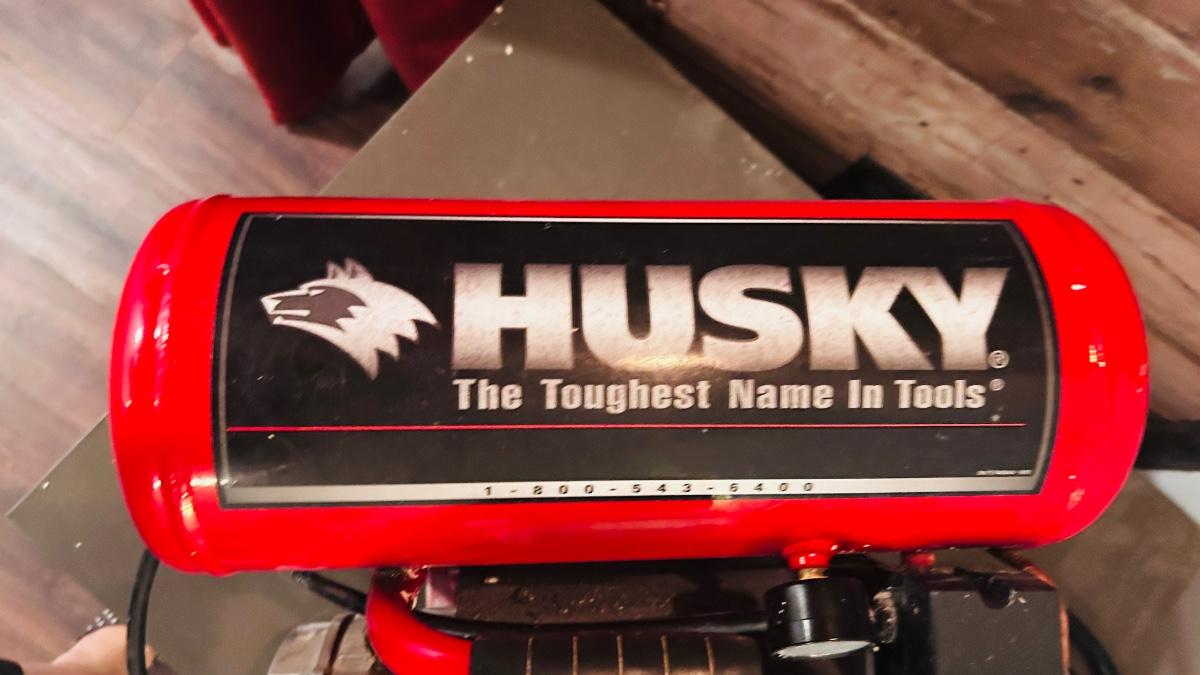 HUSKY®
The Toughest Name In Tools®
1-800-543-6400